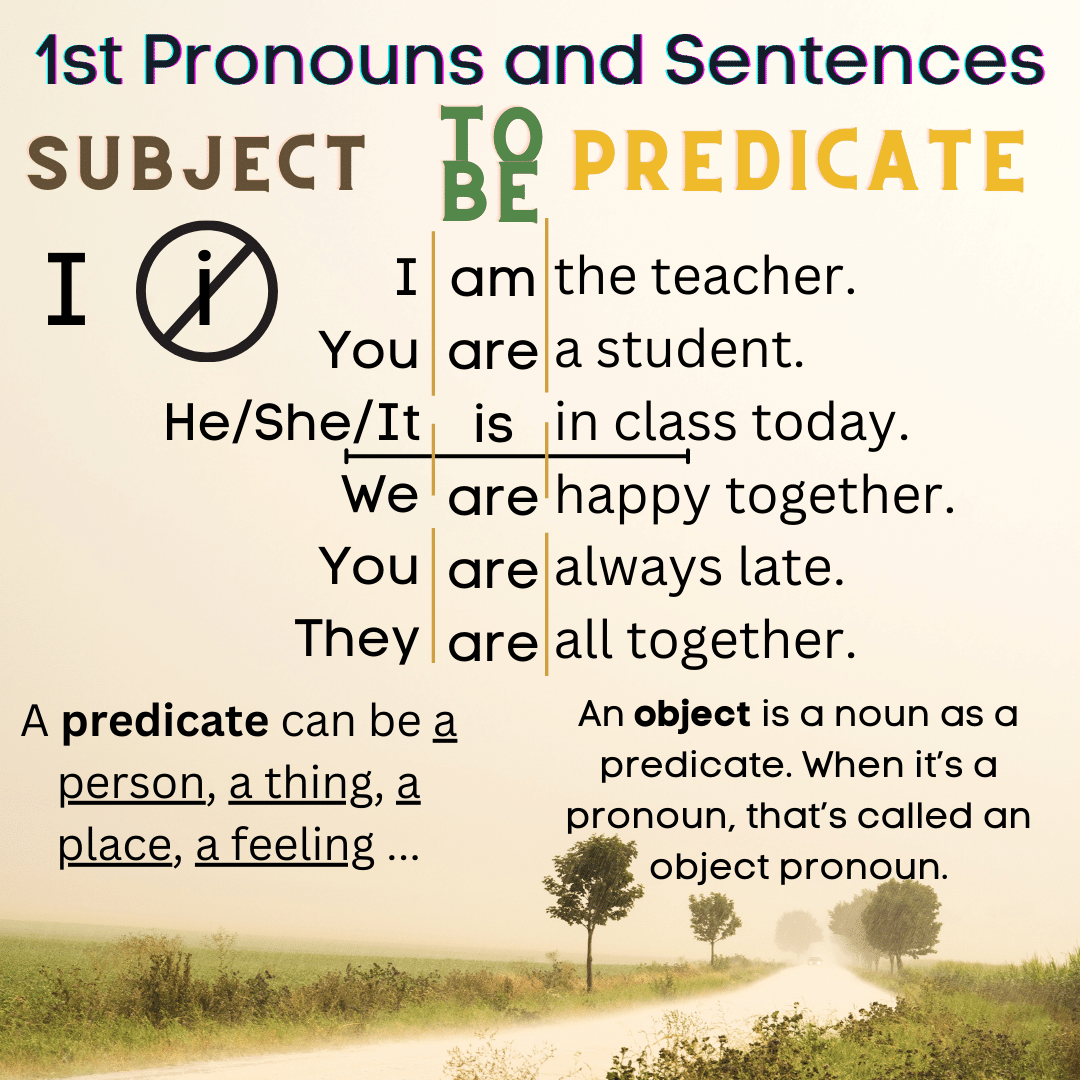 1st Pronouns and Sentences
SUBJECT TO BE PREDICATE
I i
I am the teacher.
You are a student.
He/She/It is in class today.
We are happy together.
You are always late.
They are all together.
A predicate can be a
person, a thing, a
place, a feeling ...
An object is a noun as a
predicate. When it's a
pronoun, that's called an
object pronoun.